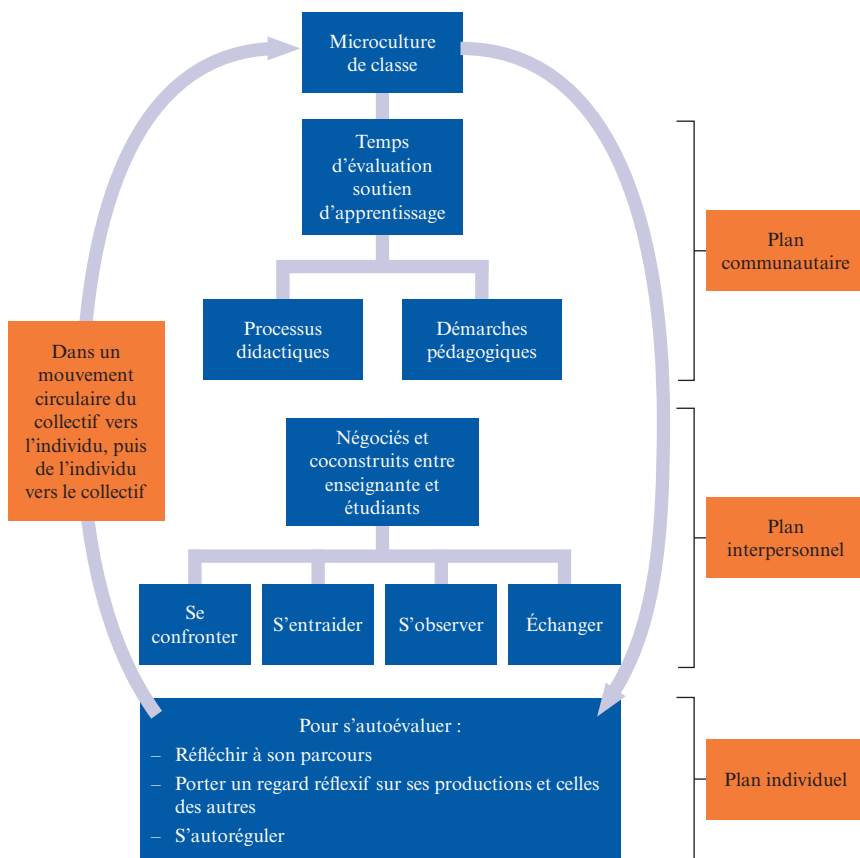 Microculture
de classe
Temps
d’évaluation
soutien
d’apprentissage
Plan
communautaire
Processus
didactiques
Démarches
pédagogiques
Dans un
mouvement
circulaire du
collectif vers
l’individu, puis
de l’individu
vers le collectif
Négociés et
coconstruits entre
enseignante et
étudiants
Plan
interpersonnel
Se
confronter
S’entraider
S’observer
Échanger
Pour s’autoévaluer :
– Réfléchir à son parcours
– Porter un regard réflexif sur ses productions et celles
des autres
– S’autoréguler
Plan individuel